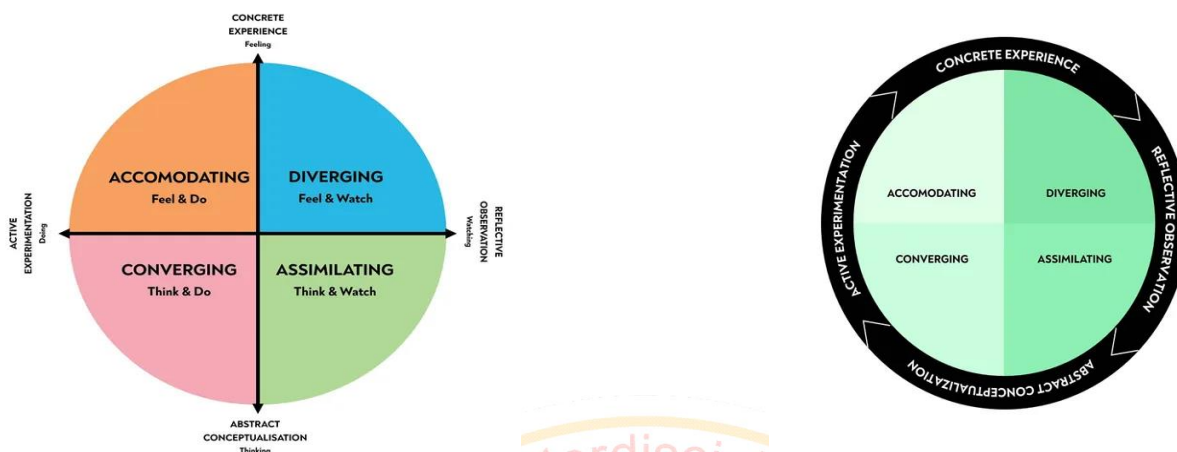 CONCRETE
EXPERIENCE
Feeling
ACCOMODATING
Feel & Do
DIVERGING
Feel & Watch
ACTIVE
EXPERIMENTATION
Doing
REFLECTIVE
OBSERVATION
Watching
CONVERGING
Think & Do
ASSIMILATING
Think & Watch
ABSTRACT
CONCEPTUALISATION
Thinking
CONCRETE EXPERIENCE
REFLECTIVE OBSERVATION
ABSTRACT CONCEPTUALIZATION
ACTIVE EXPERIMENTATION
ACCOMODATING
DIVERGING
CONVERGING
ASSIMILATING